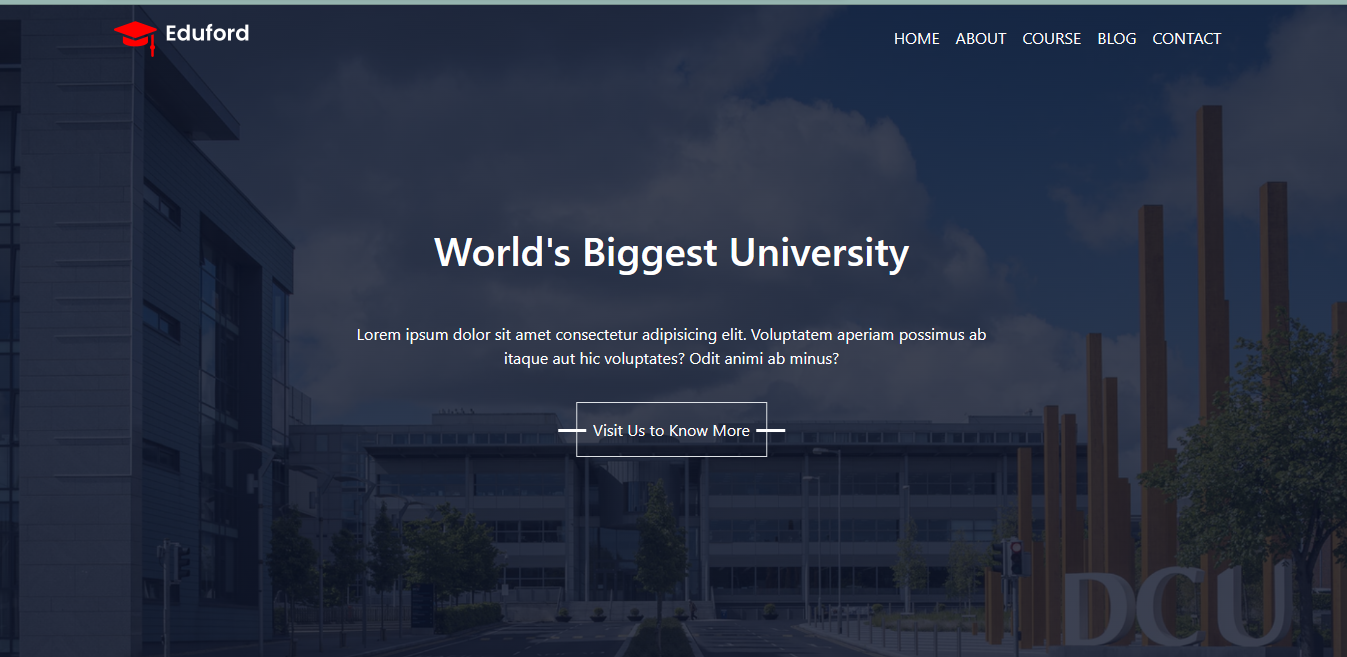 Eduford
HOME ABOUT COURSE BLOG CONTACT
World's Biggest University
Lorem ipsum dolor sit amet consectetur adipisicing elit. Voluptatem aperiam possimus ab
itaque aut hic voluptates? Odit animi ab minus?
Visit Us to Know More
DCU